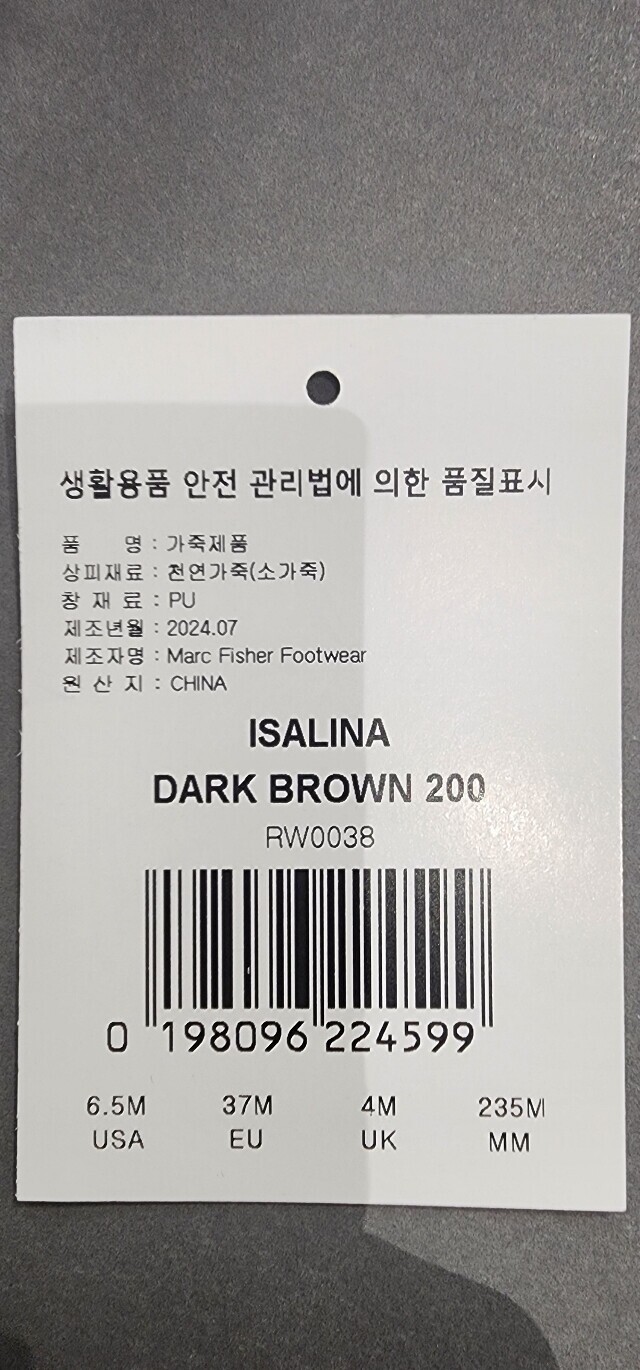 생활용품 안전 관리법에 의한 품질표시
품 명 : 가죽제품
상피재료 : 천연가죽(소가죽)
창 재 료 : PU
제조년월 : 2024.07
제조자명 : Marc Fisher Footwear
원 산 지 : CHINA
ISALINA
DARK BROWN 200
RW0038
0 198096 224599
6.5M 37M 4M 235M
USA EU UK MM